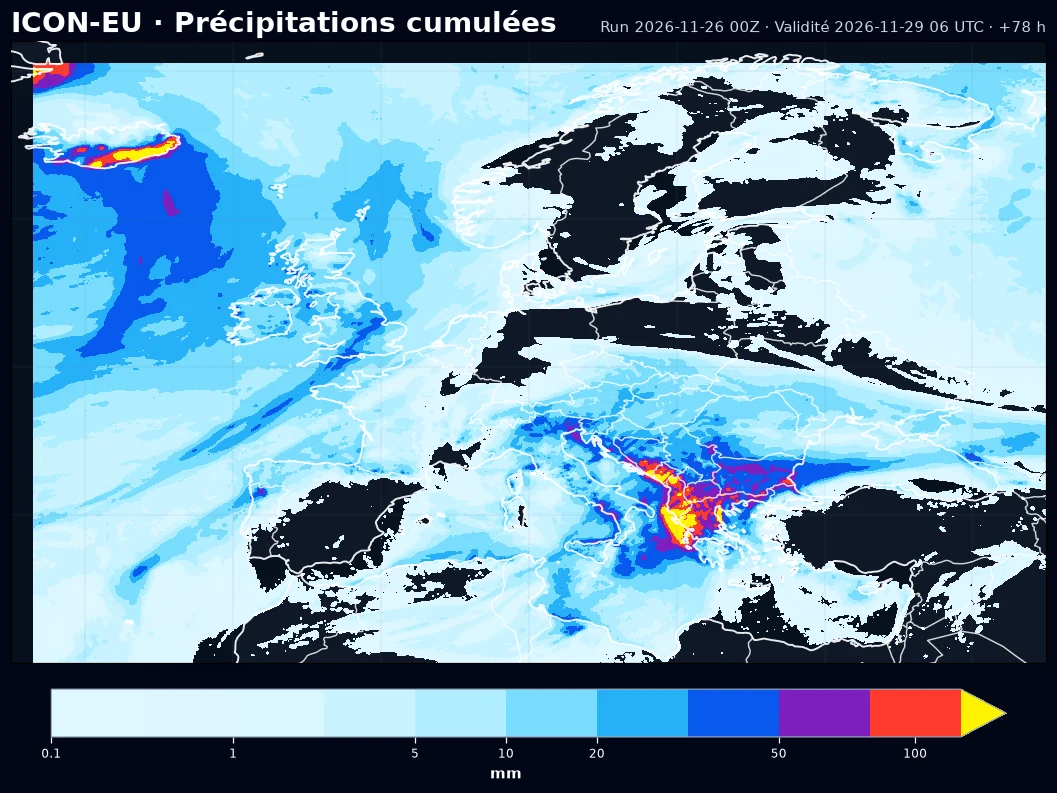 ICON-EU · Précipitations cumulées
Run 2026-11-26 00Z · Validité 2026-11-29 06 UTC · +78 h
0.1 1 5 10 20 50 100
mm